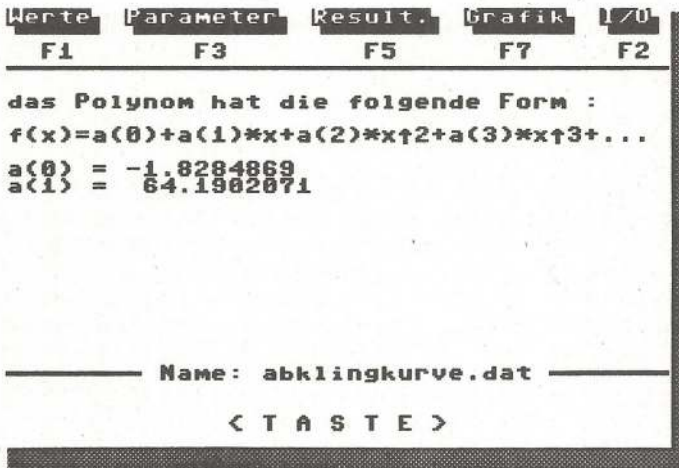 Werte Parameter Result. Grafik I/O
F1 F3 F5 F7 F2
das Polynom hat die folgende Form :
f(x)=a(0)+a(1)*x+a(2)*x↑2+a(3)*x↑3+...
a(0) = -1.8284869
a(1) = 64.1902071
Name: abklingkurve.dat
< T A S T E >